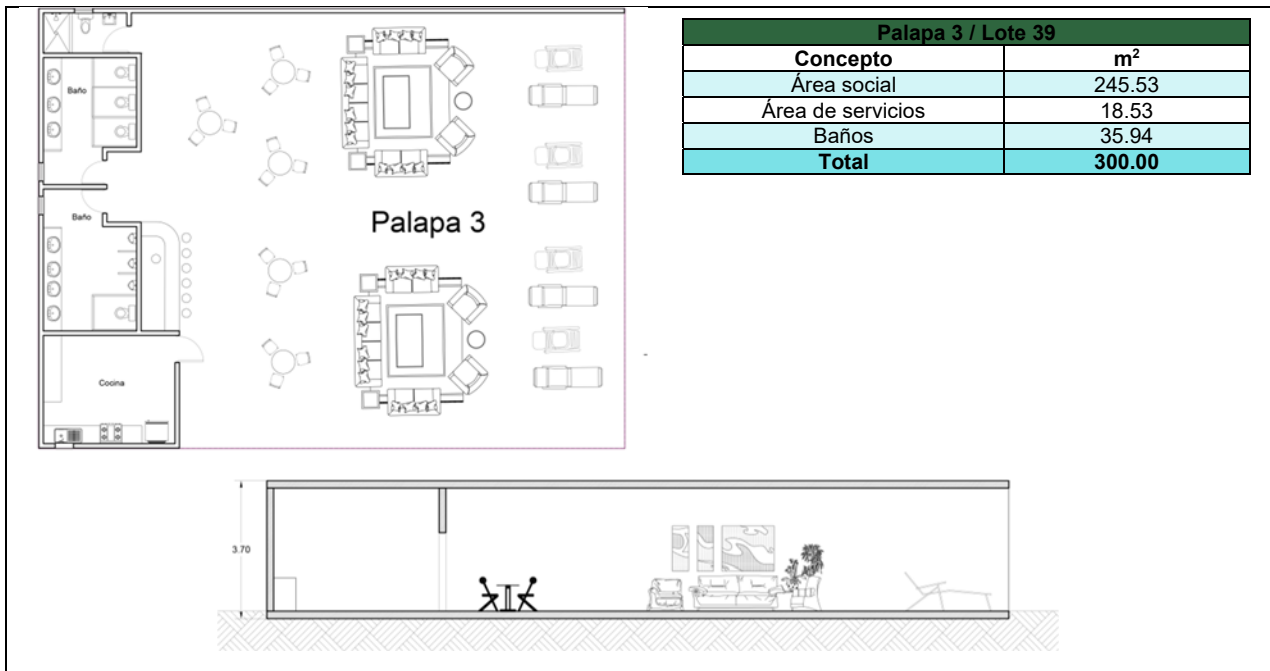 Palapa 3 / Lote 39
Concepto m²
Área social 245.53
Área de servicios 18.53
Baños 35.94
Total 300.00
Baño
Baño
Palapa 3
Cocina
3.70